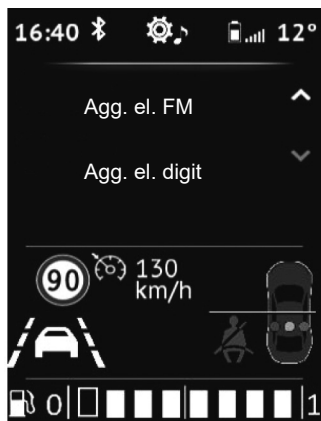 16:40 12°
Agg. el. FM
Agg. el. digit
90 130
km/h
0 1